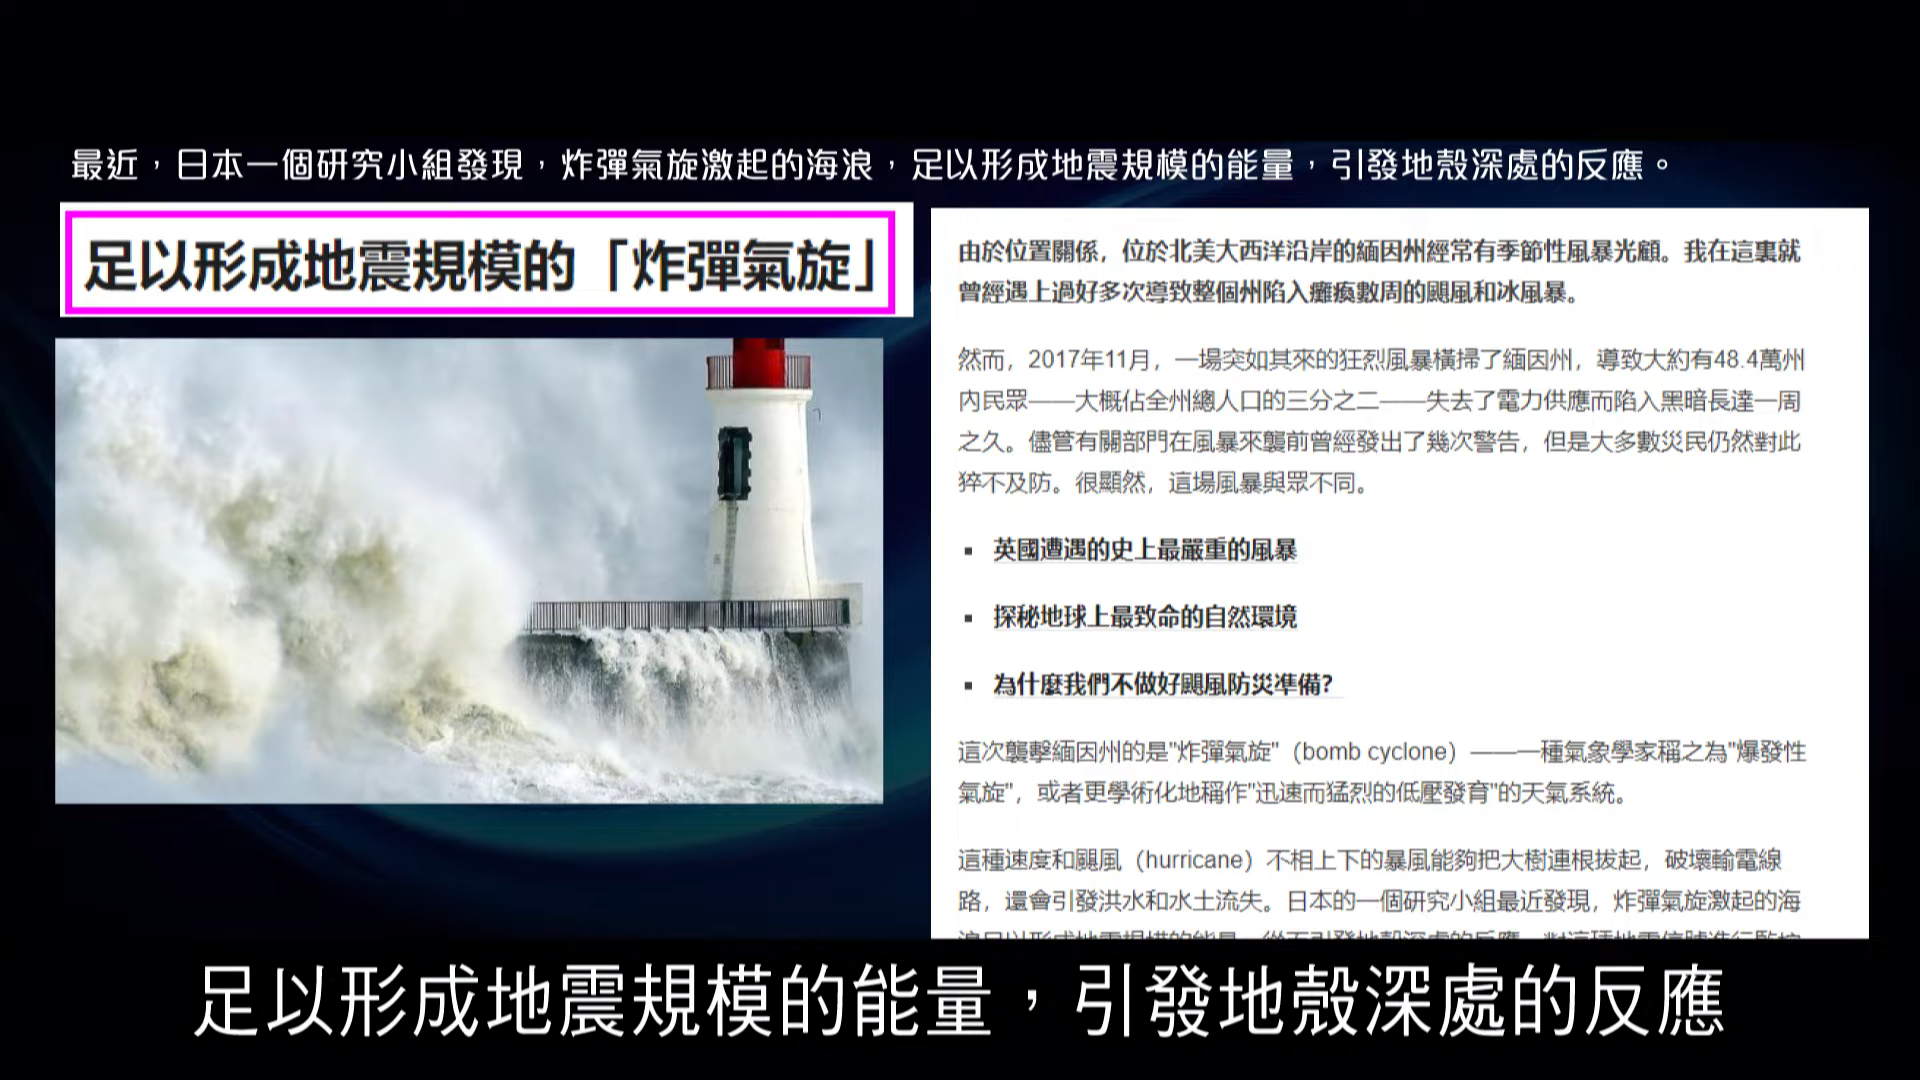 最近，日本一個研究小組發現，炸彈氣旋激起的海浪，足以形成地震規模的能量，引發地殼深處的反應。
足以形成地震規模的「炸彈氣旋」
由於位置關係，位於北美大西洋沿岸的緬因州經常有季節性風暴光顧。我在這裏就
曾經遇上過好多次導致整個州陷入癱瘓數周的颶風和冰風暴。
然而，2017年11月，一場突如其來的狂烈風暴橫掃了緬因州，導致大約有48.4萬州
內民眾——大概佔全州總人口的三分之二——失去了電力供應而陷入黑暗長達一周
之久。儘管有關部門在風暴來襲前曾經發出了幾次警告，但是大多數災民仍然對此
猝不及防。很顯然，這場風暴與眾不同。
▪ 英國遭遇的史上最嚴重的風暴
▪ 探秘地球上最致命的自然環境
▪ 為什麼我們不做好颶風防災準備?
這次襲擊緬因州的是"炸彈氣旋"（bomb cyclone）——一種氣象學家稱之為"爆發性
氣旋"，或者更學術化地稱作"迅速而猛烈的低壓發育"的天氣系統。
這種速度和颶風（hurricane）不相上下的暴風能夠把大樹連根拔起，破壞輸電線
路，還會引發洪水和水土流失。日本的一個研究小組最近發現，炸彈氣旋激起的海
足以形成地震規模的能量，引發地殼深處的反應